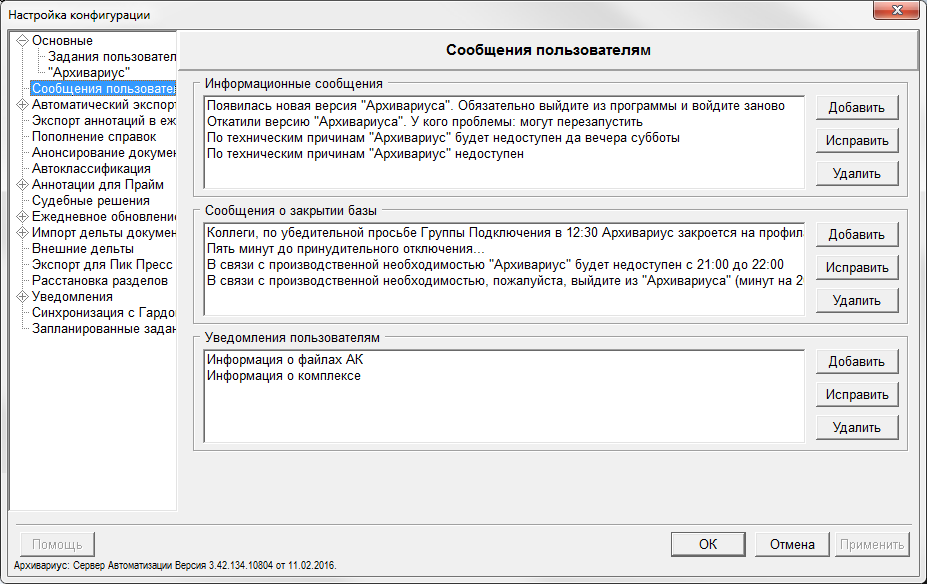 Настройка конфигурации
Основные
Задания пользовател
"Архивариус"
Сообщения пользовате
Автоматический экспорт
Экспорт аннотаций в еж
Пополнение справок
Анонсирование докумен
Автоклассификация
Аннотации для Прайм
Судебные решения
Ежедневное обновление
Импорт дельты докумен
Внешние дельты
Экспорт для Пик Пресс
Расстановка разделов
Уведомления
Синхронизация с Гардо
Запланированные задан
Сообщения пользователям
Информационные сообщения
Появилась новая версия "Архивариуса". Обязательно выйдите из программы и войдите заново
Откатили версию "Архивариуса". У кого проблемы: могут перезапустить
По техническим причинам "Архивариус" будет недоступен да вечера субботы
По техническим причинам "Архивариус" недоступен
Добавить
Исправить
Удалить
Сообщения о закрытии базы
Коллеги, по убедительной просьбе Группы Подключения в 12:30 Архивариус закроется на профила
Пять минут до принудительного отключения...
В связи с производственной необходимостью "Архивариус" будет недоступен с 21:00 до 22:00
В связи с производственной необходимостью, пожалуйста, выйдите из "Архивариуса" (минут на 2
Добавить
Исправить
Удалить
Уведомления пользователям
Информация о файлах АК
Информация о комплексе
Добавить
Исправить
Удалить
Помощь
OK
Отмена
Применить
Архивариус: Сервер Автоматизации Версия 3.42.134.10804 от 11.02.2016.